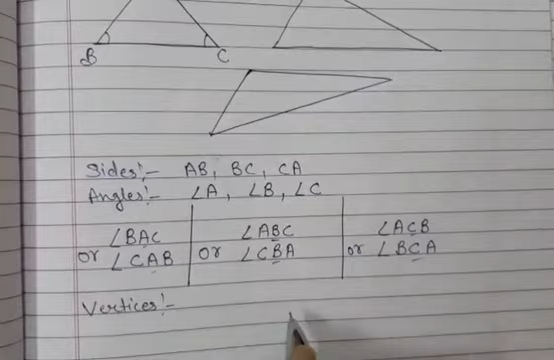 B C
Sides:- AB, BC, CA
Angles:- ∠A, ∠B, ∠C
∠BAC
or ∠CAB
∠ABC
or ∠CBA
∠ACB
or ∠BCA
Vertices:-